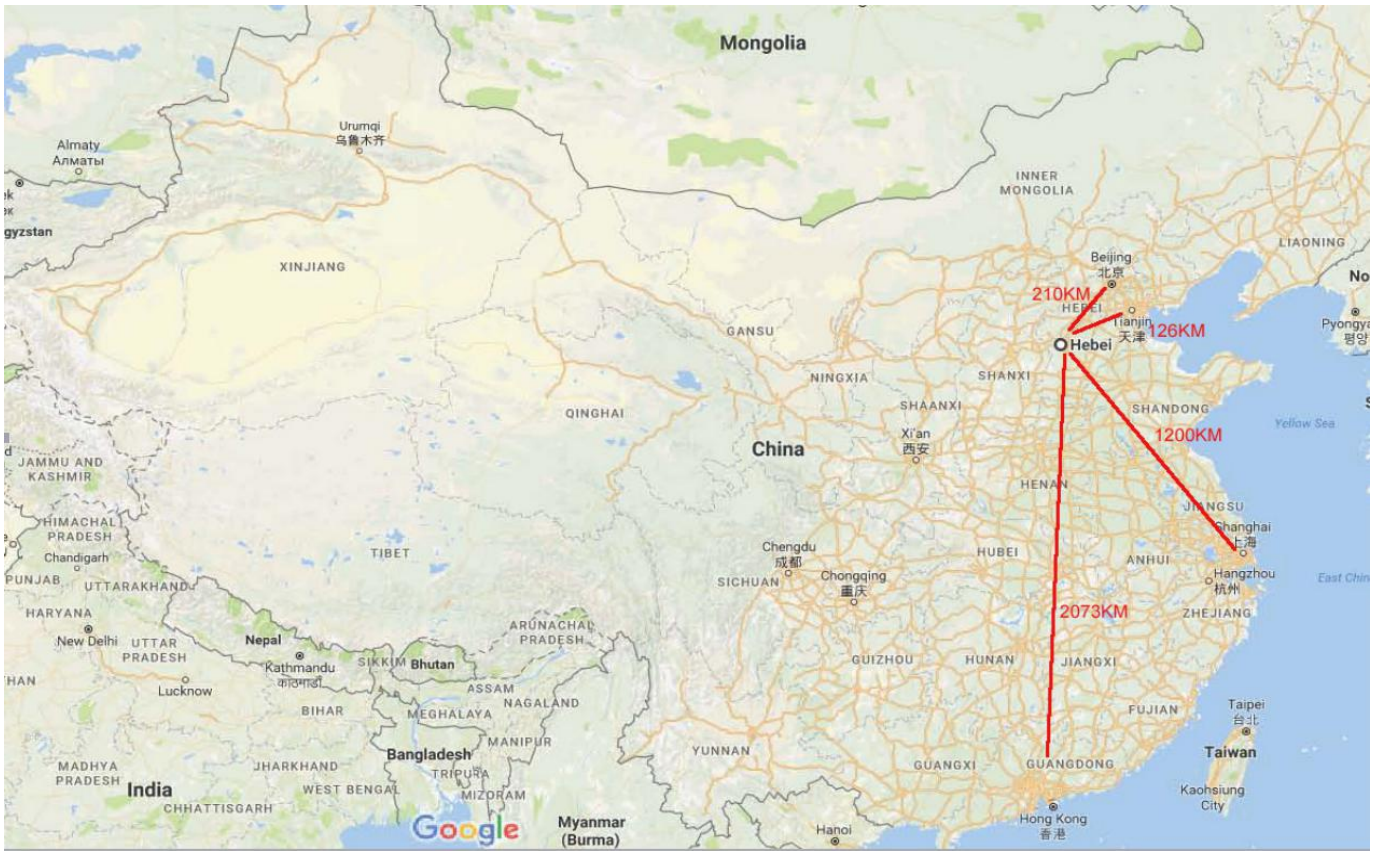 Mongolia
Almaty
Алматы
Urumqi
乌鲁木齐
INNER
MONGOLIA
gyzstan
XINJIANG
LIAONING
Beijing
北京
No
210KM
HEBEI
Tianjin
天津
126KM
Pyongya
평양
GANSU
Hebei
NINGXIA
SHANXI
QINGHAI
SHAANXI
SHANDONG
Xi'an
西安
1200KM
Yellow Sea
China
JAMMU AND
KASHMIR
HENAN
JIANGSU
HIMACHAL
PRADESH
Chandigarh
Shanghai
上海
TIBET
Chengdu
成都
HUBEI
ANHUI
PUNJAB
UTTARAKHAND
SICHUAN
Chongqing
重庆
Hangzhou
杭州
East Chin
HARYANA
New Delhi
UTTAR
PRADESH
Nepal
Kathmandu
काठमाडौं
ARUNACHAL
PRADESH
2073KM
ZHEJIANG
SIKKIM
Bhutan
GUIZHOU
HUNAN
JIANGXI
THAN
Lucknow
ASSAM
NAGALAND
BIHAR
MEGHALAYA
FUJIAN
Taipei
台北
MANIPUR
Bangladesh
YUNNAN
GUANGXI
GUANGDONG
Taiwan
MADHYA
PRADESH
JHARKHAND
TRIPURA
India
WEST BENGAL
MIZORAM
CHHATTISGARH
Kaohsiung
City
Google
Myanmar
(Burma)
Hanoi
Hong Kong
香港